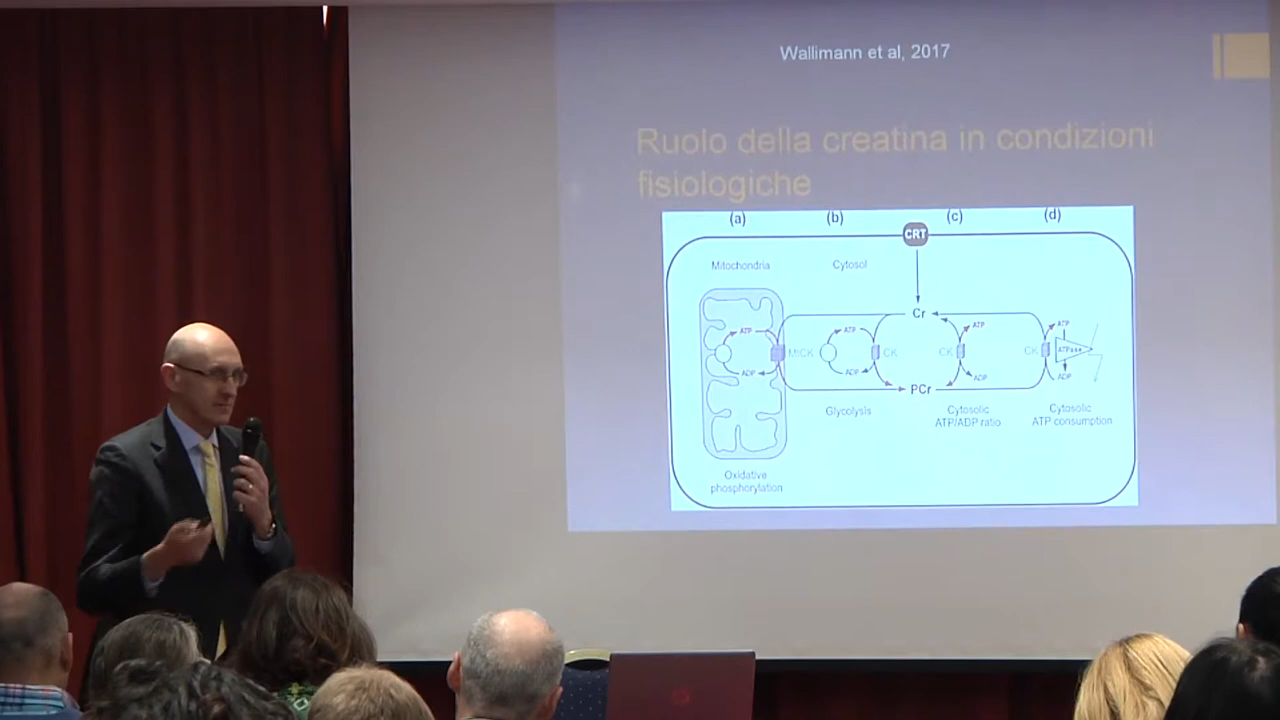 Wallimann et al, 2017
Ruolo della creatina in condizioni
fisiologiche
(a) (b) (c) (d)
CRT
Mitochondria Cytosol
Cr
ATP ATP ATP ATP
MICK CK CK CK ATPase
ADP ADP ADP ADP
PCr
Glycolysis Cytosolic Cytosolic
ATP/ADP ratio ATP consumption
Oxidative
phosphorylation